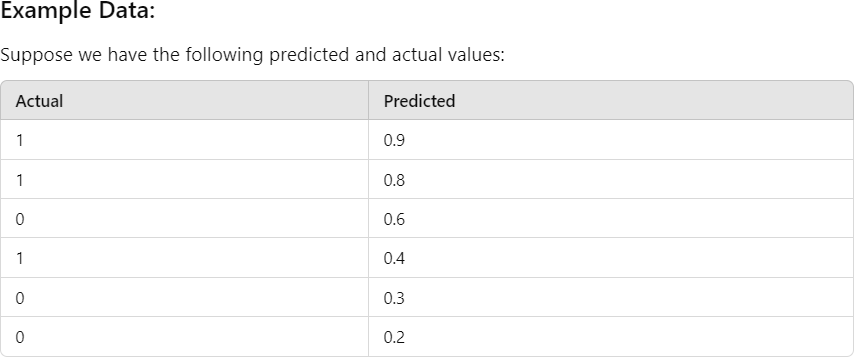 Example Data:
Suppose we have the following predicted and actual values:
Actual Predicted
1 0.9
1 0.8
0 0.6
1 0.4
0 0.3
0 0.2